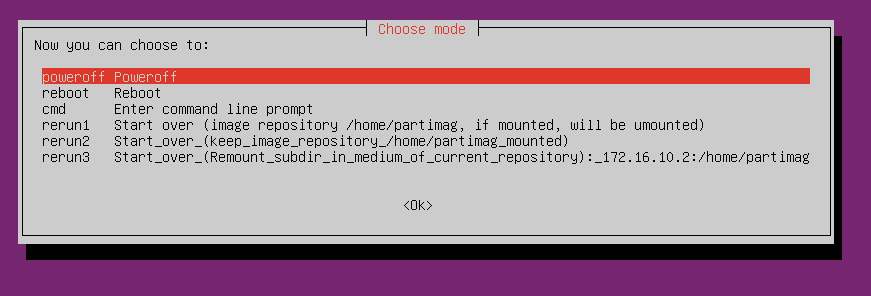 Choose mode
Now you can choose to:
poweroff Poweroff
reboot Reboot
cmd Enter command line prompt
rerun1 Start over (image repository /home/partimag, if mounted, will be umounted)
rerun2 Start_over_(keep_image_repository_/home/partimag_mounted)
rerun3 Start_over_(Remount_subdir_in_medium_of_current_repository):_172.16.10.2:/home/partimag
<Ok>